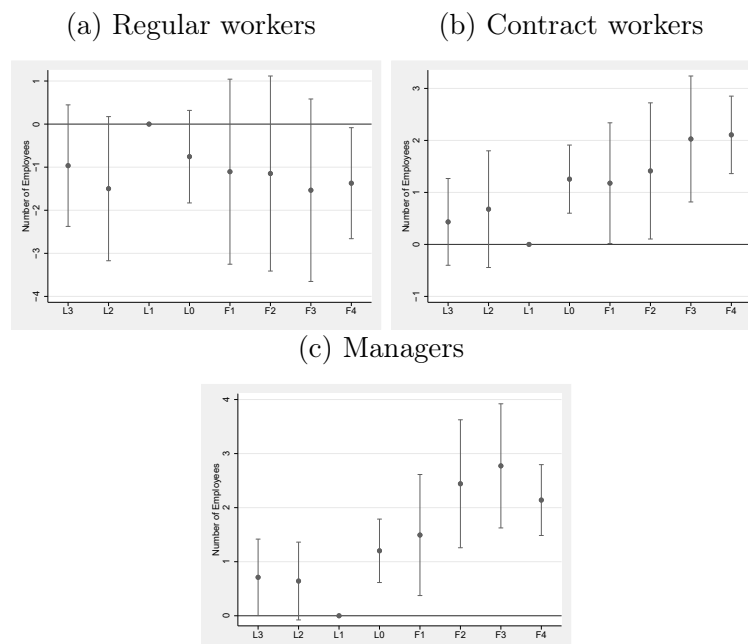 (a) Regular workers
Number of Employees
1
0
−1
−2
−3
−4
L3 L2 L1 L0 F1 F2 F3 F4
(b) Contract workers
Number of Employees
3
2
1
0
−1
L3 L2 L1 L0 F1 F2 F3 F4
(c) Managers
Number of Employees
4
3
2
1
0
L3 L2 L1 L0 F1 F2 F3 F4